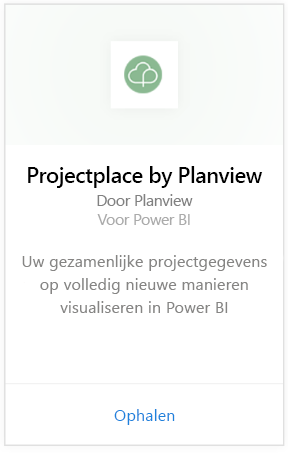 Projectplace by Planview
Door Planview
Voor Power BI
Uw gezamenlijke projectgegevens
op volledig nieuwe manieren
visualiseren in Power BI
Ophalen